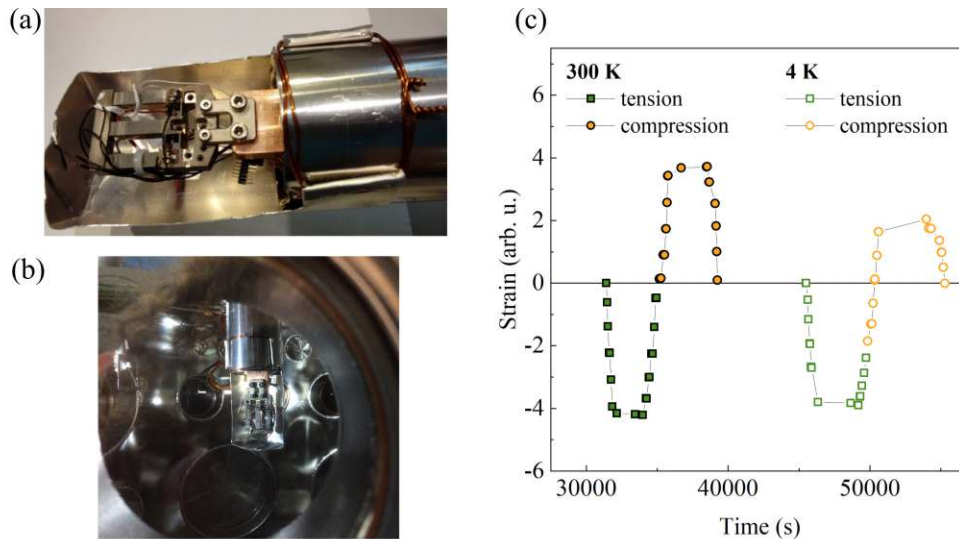 (a)
(b)
(c)
300 K
tension
compression
4 K
tension
compression
Strain (arb. u.)
6
4
2
0
-2
-4
-6
30000
40000
50000
Time (s)